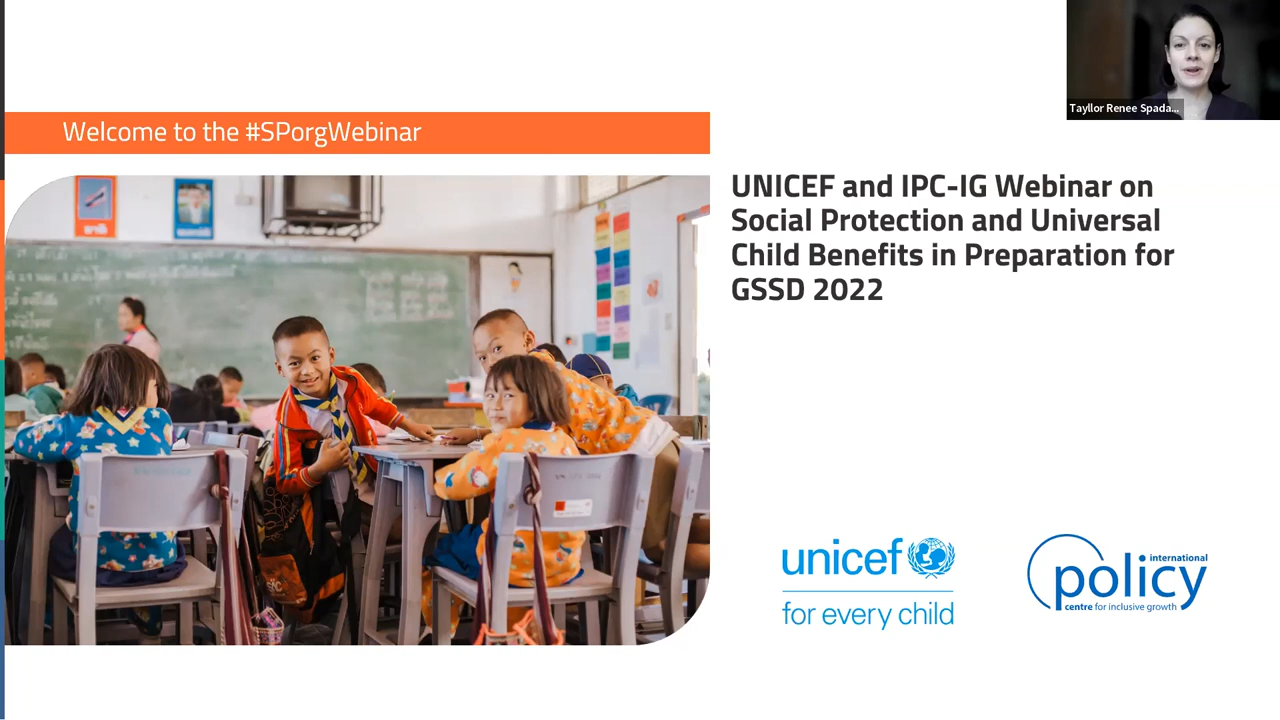 Tayllor Renee Spada...
Welcome to the #SPorgWebinar
UNICEF and IPC-IG Webinar on
Social Protection and Universal
Child Benefits in Preparation for
GSSD 2022
unicef
for every child
international
policy
centre for inclusive growth